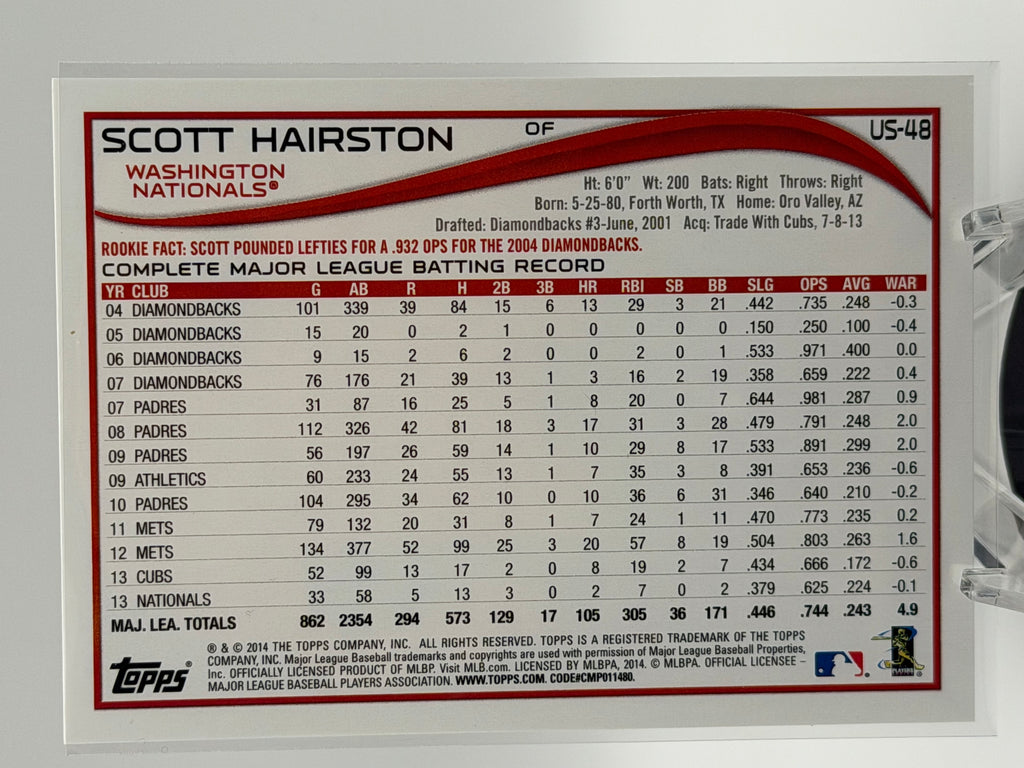 SCOTT HAIRSTON OF US-48
WASHINGTON
NATIONALS®
Ht: 6'0" Wt: 200 Bats: Right Throws: Right
Born: 5-25-80, Forth Worth, TX Home: Oro Valley, AZ
Drafted: Diamondbacks #3-June, 2001 Acq: Trade With Cubs, 7-8-13
ROOKIE FACT: SCOTT POUNDED LEFTIES FOR A .932 OPS FOR THE 2004 DIAMONDBACKS.
COMPLETE MAJOR LEAGUE BATTING RECORD
YR CLUB G AB R H 2B 3B HR RBI SB BB SLG OPS AVG WAR
04 DIAMONDBACKS 101 339 39 84 15 6 13 29 3 21 .442 .735 .248 -0.3
05 DIAMONDBACKS 15 20 0 2 1 0 0 0 0 0 .150 .250 .100 -0.4
06 DIAMONDBACKS 9 15 2 6 2 0 0 2 0 1 .533 .971 .400 0.0
07 DIAMONDBACKS 76 176 21 39 13 1 3 16 2 19 .358 .659 .222 0.4
07 PADRES 31 87 16 25 5 1 8 20 0 7 .644 .981 .287 0.9
08 PADRES 112 326 42 81 18 3 17 31 3 28 .479 .791 .248 2.0
09 PADRES 56 197 26 59 14 1 10 29 8 17 .533 .891 .299 2.0
09 ATHLETICS 60 233 24 55 13 1 7 35 3 8 .391 .653 .236 -0.6
10 PADRES 104 295 34 62 10 0 10 36 6 31 .346 .640 .210 -0.2
11 METS 79 132 20 31 8 1 7 24 1 11 .470 .773 .235 0.2
12 METS 134 377 52 99 25 3 20 57 8 19 .504 .803 .263 1.6
13 CUBS 52 99 13 17 2 0 8 19 2 7 .434 .666 .172 -0.6
13 NATIONALS 33 58 5 13 3 0 2 7 0 2 .379 .625 .224 -0.1
MAJ. LEA. TOTALS 862 2354 294 573 129 17 105 305 36 171 .446 .744 .243 4.9
® & © 2014 THE TOPPS COMPANY, INC. ALL RIGHTS RESERVED. TOPPS IS A REGISTERED TRADEMARK OF THE TOPPS
COMPANY, INC. Major League Baseball trademarks and copyrights are used with permission of Major League Baseball Properties,
Inc. OFFICIALLY LICENSED PRODUCT OF MLBP. Visit MLB.com. LICENSED BY MLBPA, 2014. © MLBPA. OFFICIAL LICENSEE –
MAJOR LEAGUE BASEBALL PLAYERS ASSOCIATION. WWW.TOPPS.COM. CODE#CMP011480.
Topps®
PLAYERS